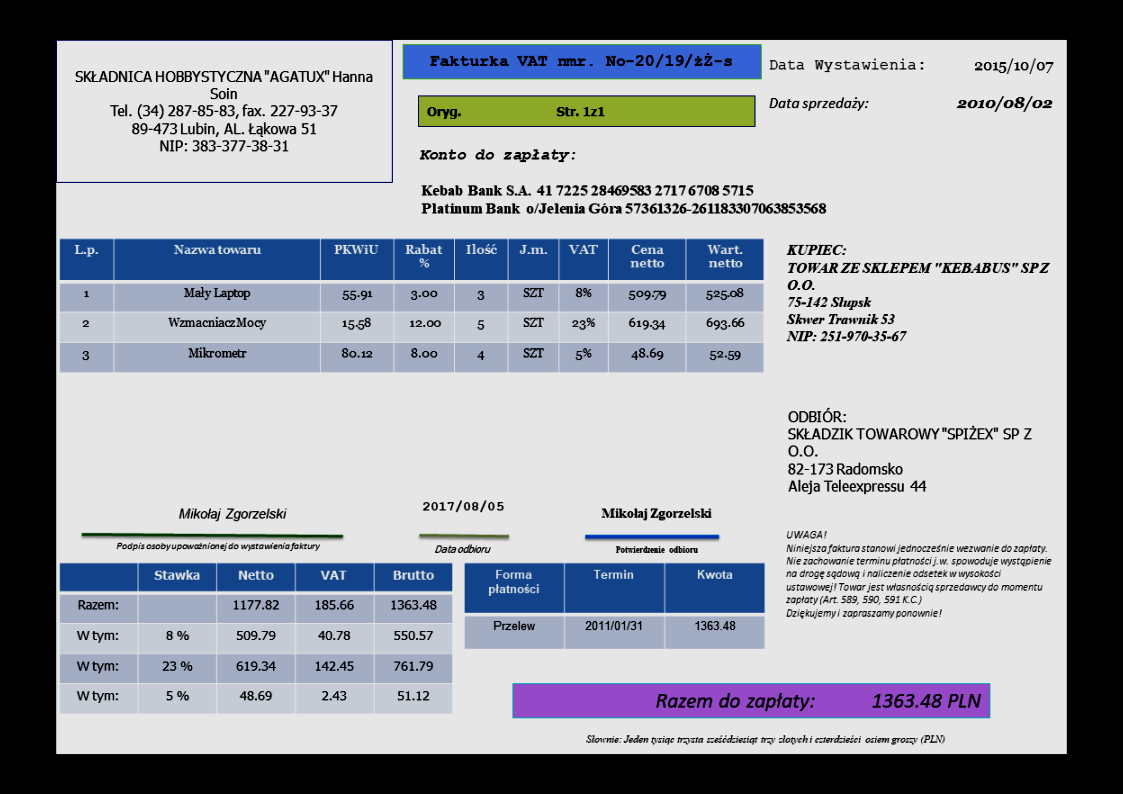 SKŁADNICA HOBBYSTYCZNA "AGATUX" Hanna
Soin
Tel. (34) 287-85-83, fax. 227-93-37
89-473 Lubin, AL. Łąkowa 51
NIP: 383-377-38-31
Fakturka VAT nmr. No-20/19/żŻ-s
Oryg. Str. 1z1
Data Wystawienia: 2015/10/07
Data sprzedaży: 2010/08/02
Konto do zapłaty:
Kebab Bank S.A. 41 7225 28469583 2717 6708 5715
Platinum Bank o/Jelenia Góra 57361326-261183307063853568
L.p. Nazwa towaru PKWiU Rabat % Ilość J.m. VAT Cena netto Wart. netto
1 Mały Laptop 55.91 3.00 3 SZT 8% 509.79 525.08
2 Wzmacniacz Mocy 15.58 12.00 5 SZT 23% 619.34 693.66
3 Mikrometr 80.12 8.00 4 SZT 5% 48.69 52.59
KUPIEC:
TOWAR ZE SKLEPEM "KEBABUS" SP Z
O.O.
75-142 Słupsk
Skwer Trawnik 53
NIP: 251-970-35-67
ODBIÓR:
SKŁADZIK TOWAROWY "SPIŻEX" SP Z
O.O.
82-173 Radomsko
Aleja Teleexpressu 44
Mikołaj Zgorzelski
Podpis osoby upoważnionej do wystawienia faktury
2017/08/05
Data odbioru
Mikołaj Zgorzelski
Potwierdzenie odbioru
UWAGA!
Niniejsza faktura stanowi jednocześnie wezwanie do zapłaty.
Nie zachowanie terminu płatności j.w. spowoduje wystąpienie
na drogę sądową i naliczenie odsetek w wysokości
ustawowej! Towar jest własnością sprzedawcy do momentu
zapłaty (Art. 589, 590, 591 K.C.)
Dziękujemy i zapraszamy ponownie!
Stawka Netto VAT Brutto
Razem: 1177.82 185.66 1363.48
W tym: 8 % 509.79 40.78 550.57
W tym: 23 % 619.34 142.45 761.79
W tym: 5 % 48.69 2.43 51.12
Forma płatności Termin Kwota
Przelew 2011/01/31 1363.48
Razem do zapłaty: 1363.48 PLN
Słownie: Jeden tysiąc trzysta sześćdziesiąt trzy złotych i czterdzieści osiem groszy (PLN)